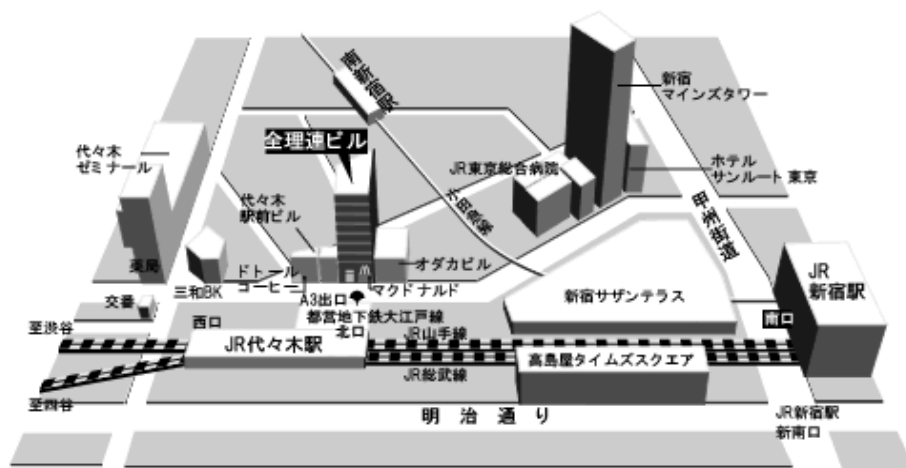 南新宿駅
新宿
マインズタワー
全理連ビル
代々木
ゼミナール
JR東京総合病院
ホテル
サンルート東京
小田急線
代々木
駅前ビル
甲州街道
オダカビル
薬局
三和BK
ドトール
コーヒー
マクドナルド
JR
新宿駅
交番
A3出口
新宿サザンテラス
都営地下鉄大江戸線
至渋谷
西口
北口
JR山手線
南口
JR代々木駅
高島屋タイムズスクエア
JR総武線
至四谷
明治通り
JR新宿駅
新南口